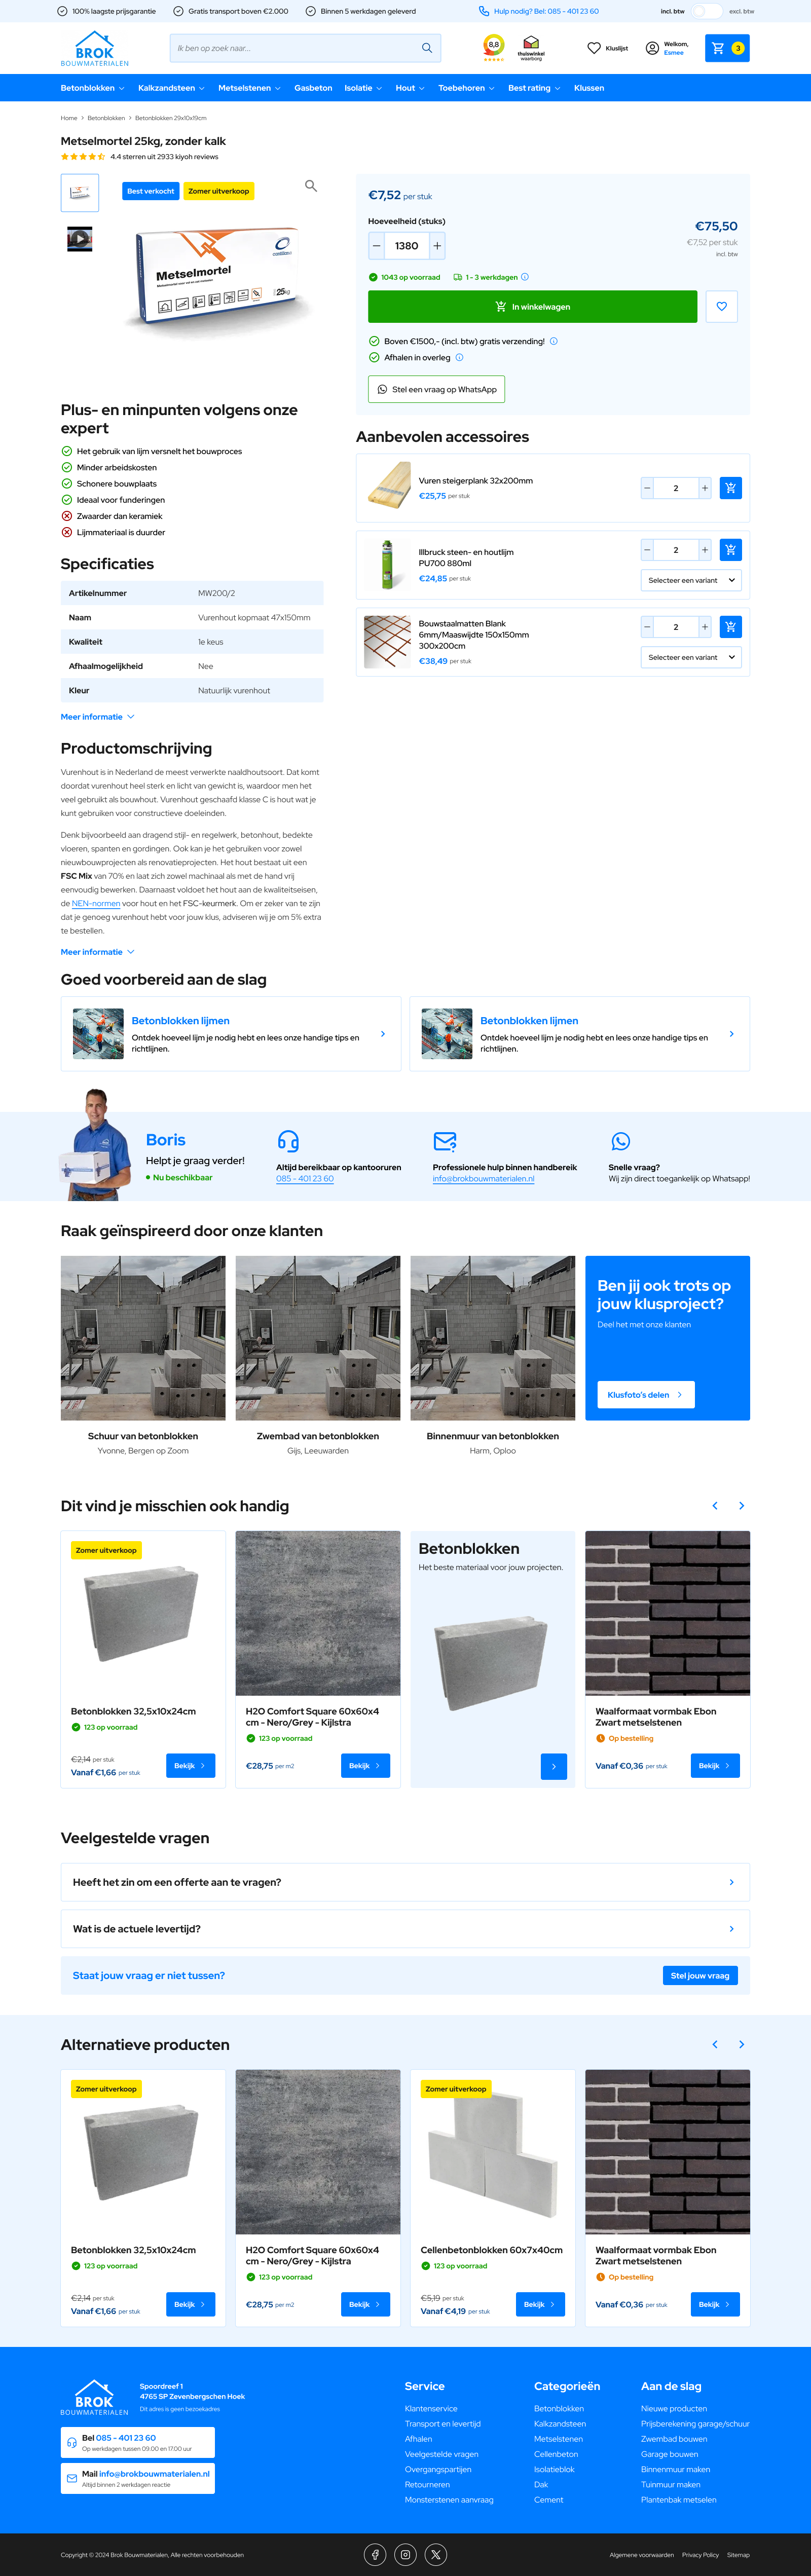 100% laagste prijsgarantie
Gratis transport boven €2.000
Binnen 5 werkdagen geleverd
Hulp nodig? Bel: 085 - 401 23 60
incl. btw
excl. btw
BROK
BOUWMATERIALEN
Ik ben op zoek naar...
8,8
thuiswinkel
waarborg
Kluslijst
Welkom,
Esmee
3
Betonblokken
Kalkzandsteen
Metselstenen
Gasbeton
Isolatie
Hout
Toebehoren
Best rating
Klussen
Home
Betonblokken
Betonblokken 29x10x19cm
Metselmortel 25kg, zonder kalk
4.4 sterren uit 2933 kiyoh reviews
Best verkocht
Zomer uitverkoop
Metselmortel
25kg
€7,52 per stuk
Hoeveelheid (stuks)
1380
€75,50
€7,52 per stuk
incl. btw
1043 op voorraad
1 - 3 werkdagen
In winkelwagen
Boven €1500,- (incl. btw) gratis verzending!
Afhalen in overleg
Stel een vraag op WhatsApp
Plus- en minpunten volgens onze
expert
Het gebruik van lijm versnelt het bouwproces
Minder arbeidskosten
Schonere bouwplaats
Ideaal voor funderingen
Zwaarder dan keramiek
Lijmmateriaal is duurder
Specificaties
Artikelnummer MW200/2
Naam Vurenhout kopmaat 47x150mm
Kwaliteit 1e keus
Afhaalmogelijkheid Nee
Kleur Natuurlijk vurenhout
Meer informatie
Aanbevolen accessoires
Vuren steigerplank 32x200mm
€25,75 per stuk
2
Illbruck steen- en houtlijm
PU700 880ml
€24,85 per stuk
2
Selecteer een variant
Bouwstaalmatten Blank
6mm/Maaswijdte 150x150mm
300x200cm
€38,49 per stuk
2
Selecteer een variant
Productomschrijving
Vurenhout is in Nederland de meest verwerkte naaldhoutsoort. Dat komt
doordat vurenhout heel sterk en licht van gewicht is, waardoor men het
veel gebruikt als bouwhout. Vurenhout geschaafd klasse C is hout wat je
kunt gebruiken voor constructieve doeleinden.
Denk bijvoorbeeld aan dragend stijl- en regelwerk, betonhout, bedekte
vloeren, spanten en gordingen. Ook kan je het gebruiken voor zowel
nieuwbouwprojecten als renovatieprojecten. Het hout bestaat uit een
FSC Mix van 70% en laat zich zowel machinaal als met de hand vrij
eenvoudig bewerken. Daarnaast voldoet het hout aan de kwaliteitseisen,
de NEN-normen voor hout en het FSC-keurmerk. Om er zeker van te zijn
dat je genoeg vurenhout hebt voor jouw klus, adviseren wij je om 5% extra
te bestellen.
Meer informatie
Goed voorbereid aan de slag
Betonblokken lijmen
Ontdek hoeveel lijm je nodig hebt en lees onze handige tips en
richtlijnen.
Betonblokken lijmen
Ontdek hoeveel lijm je nodig hebt en lees onze handige tips en
richtlijnen.
Boris
Helpt je graag verder!
Nu beschikbaar
Altijd bereikbaar op kantooruren
085 - 401 23 60
Professionele hulp binnen handbereik
info@brokbouwmaterialen.nl
Snelle vraag?
Wij zijn direct toegankelijk op Whatsapp!
Raak geïnspireerd door onze klanten
Schuur van betonblokken
Yvonne, Bergen op Zoom
Zwembad van betonblokken
Gijs, Leeuwarden
Binnenmuur van betonblokken
Harm, Oploo
Ben jij ook trots op
jouw klusproject?
Deel het met onze klanten
Klusfoto's delen
Dit vind je misschien ook handig
Zomer uitverkoop
Betonblokken 32,5x10x24cm
123 op voorraad
€2,14 per stuk
Vanaf €1,66 per stuk
Bekijk
H2O Comfort Square 60x60x4
cm - Nero/Grey - Kijlstra
123 op voorraad
€28,75 per m2
Bekijk
Betonblokken
Het beste materiaal voor jouw projecten.
Waalformaat vormbak Ebon
Zwart metselstenen
Op bestelling
Vanaf €0,36 per stuk
Bekijk
Veelgestelde vragen
Heeft het zin om een offerte aan te vragen?
Wat is de actuele levertijd?
Staat jouw vraag er niet tussen?
Stel jouw vraag
Alternatieve producten
Zomer uitverkoop
Betonblokken 32,5x10x24cm
123 op voorraad
€2,14 per stuk
Vanaf €1,66 per stuk
Bekijk
H2O Comfort Square 60x60x4
cm - Nero/Grey - Kijlstra
123 op voorraad
€28,75 per m2
Bekijk
Zomer uitverkoop
Cellenbetonblokken 60x7x40cm
123 op voorraad
€5,19 per stuk
Vanaf €4,19 per stuk
Bekijk
Waalformaat vormbak Ebon
Zwart metselstenen
Op bestelling
Vanaf €0,36 per stuk
Bekijk
BROK
BOUWMATERIALEN
Spoordreef 1
4765 SP Zevenbergschen Hoek
Dit adres is geen bezoekadres
Bel 085 - 401 23 60
Op werkdagen tussen 09.00 en 17.00 uur
Mail info@brokbouwmaterialen.nl
Altijd binnen 2 werkdagen reactie
Service
Klantenservice
Transport en levertijd
Afhalen
Veelgestelde vragen
Overgangspartijen
Retourneren
Monsterstenen aanvraag
Categorieën
Betonblokken
Kalkzandsteen
Metselstenen
Cellenbeton
Isolatieblok
Dak
Cement
Aan de slag
Nieuwe producten
Prijsberekening garage/schuur
Zwembad bouwen
Garage bouwen
Binnenmuur maken
Tuinmuur maken
Plantenbak metselen
Copyright © 2024 Brok Bouwmaterialen, Alle rechten voorbehouden
Algemene voorwaarden
Privacy Policy
Sitemap